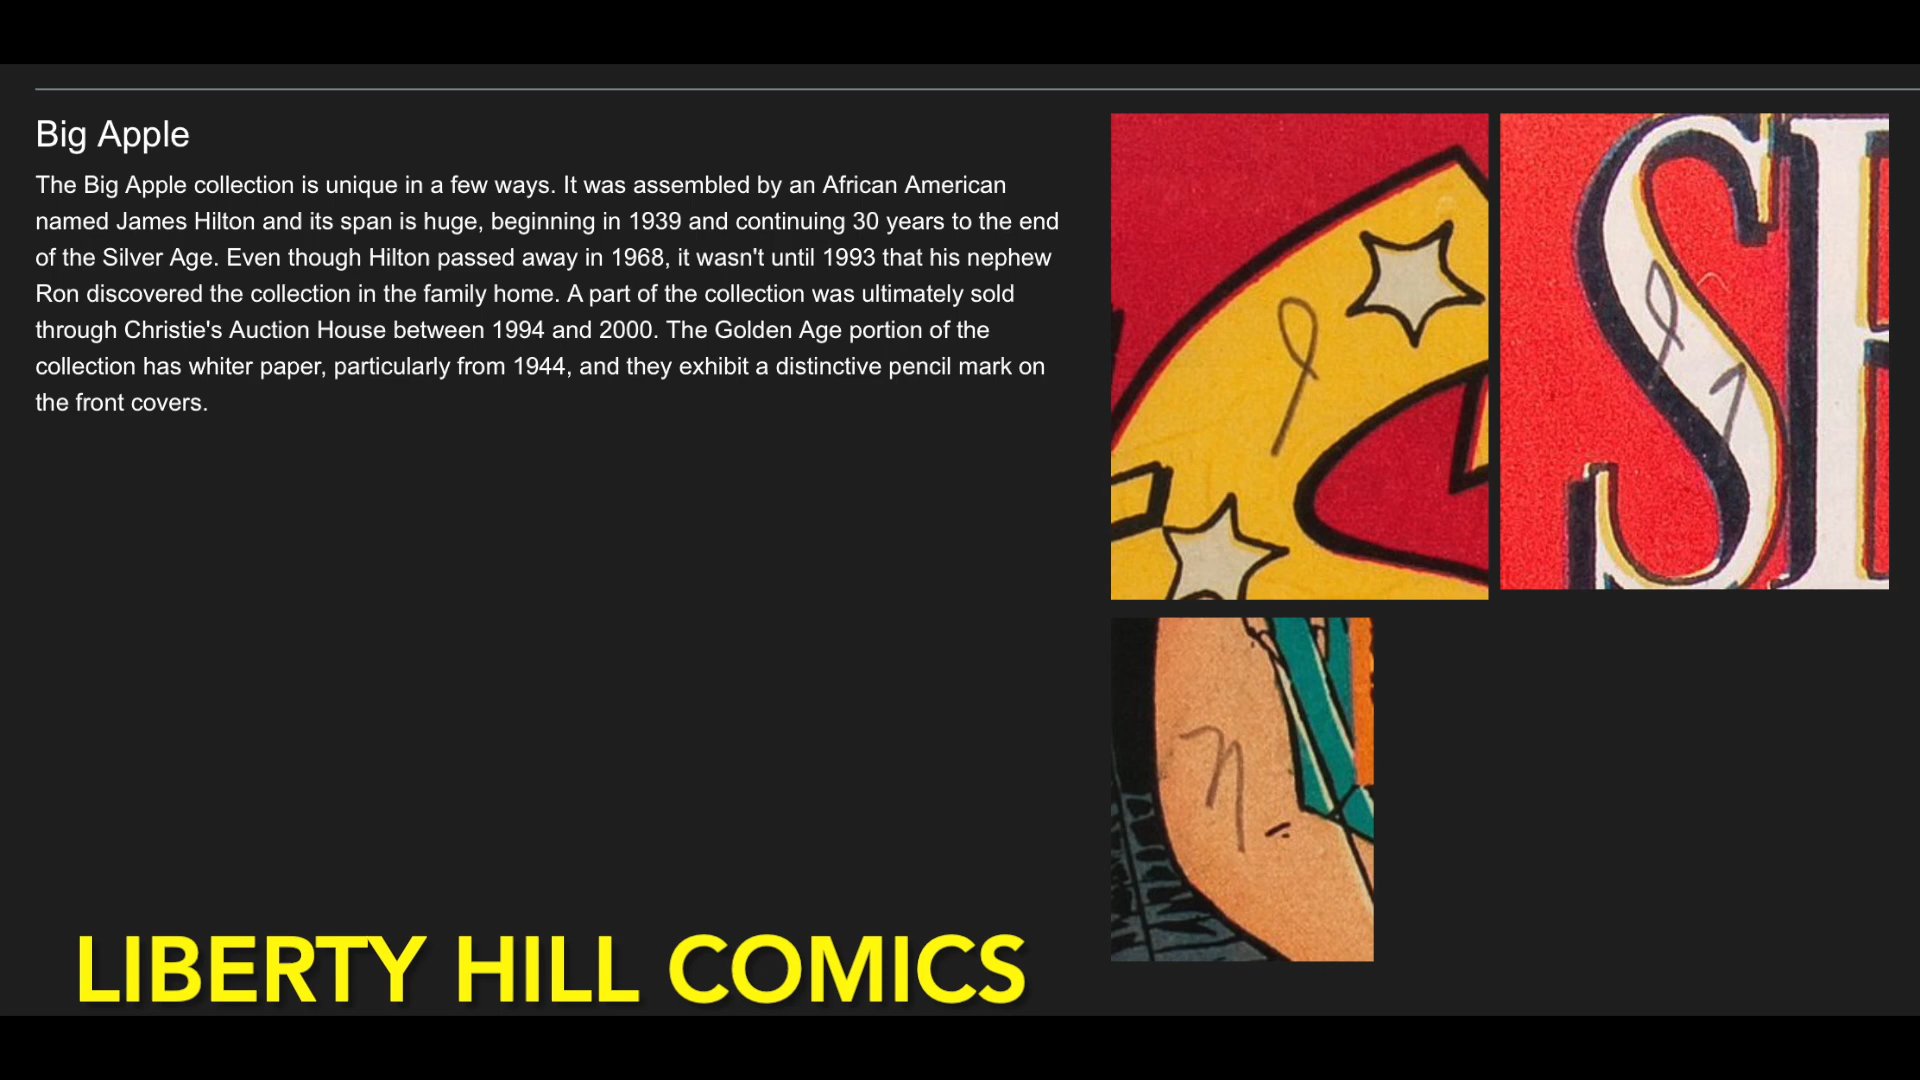 Big Apple
The Big Apple collection is unique in a few ways. It was assembled by an African American
named James Hilton and its span is huge, beginning in 1939 and continuing 30 years to the end
of the Silver Age. Even though Hilton passed away in 1968, it wasn't until 1993 that his nephew
Ron discovered the collection in the family home. A part of the collection was ultimately sold
through Christie's Auction House between 1994 and 2000. The Golden Age portion of the
collection has whiter paper, particularly from 1944, and they exhibit a distinctive pencil mark on
the front covers.
LIBERTY HILL COMICS